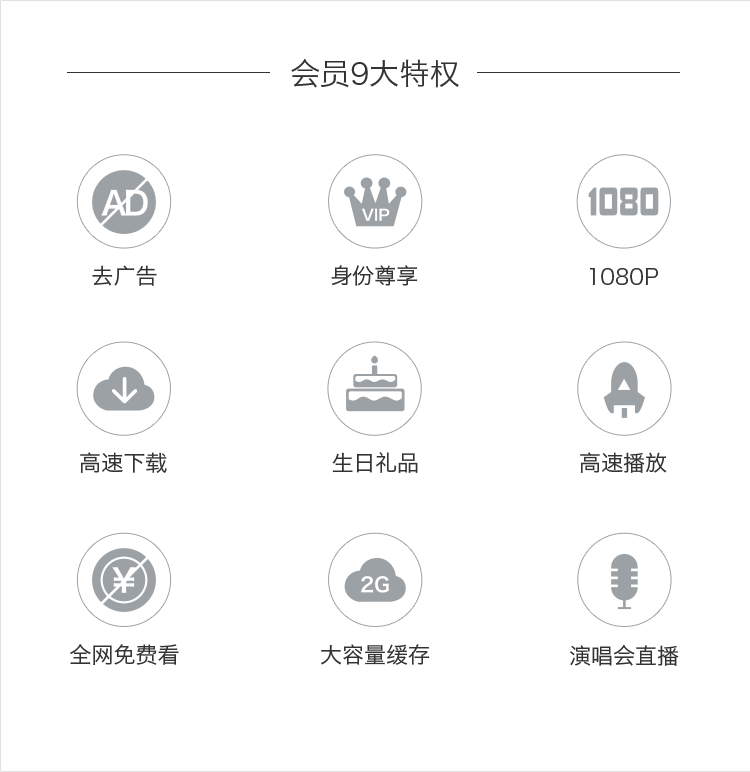 会员9大特权
AD
VIP
1080
去广告
身份尊享
1080P
高速下载
生日礼品
高速播放
¥
2G
全网免费看
大容量缓存
演唱会直播